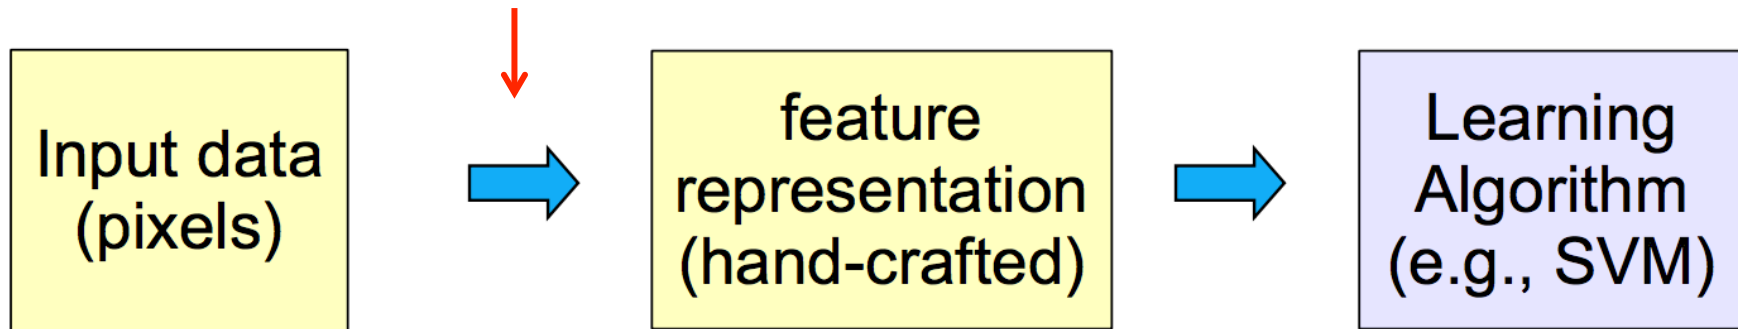 Input data
(pixels)
feature
representation
(hand-crafted)
Learning
Algorithm
(e.g., SVM)